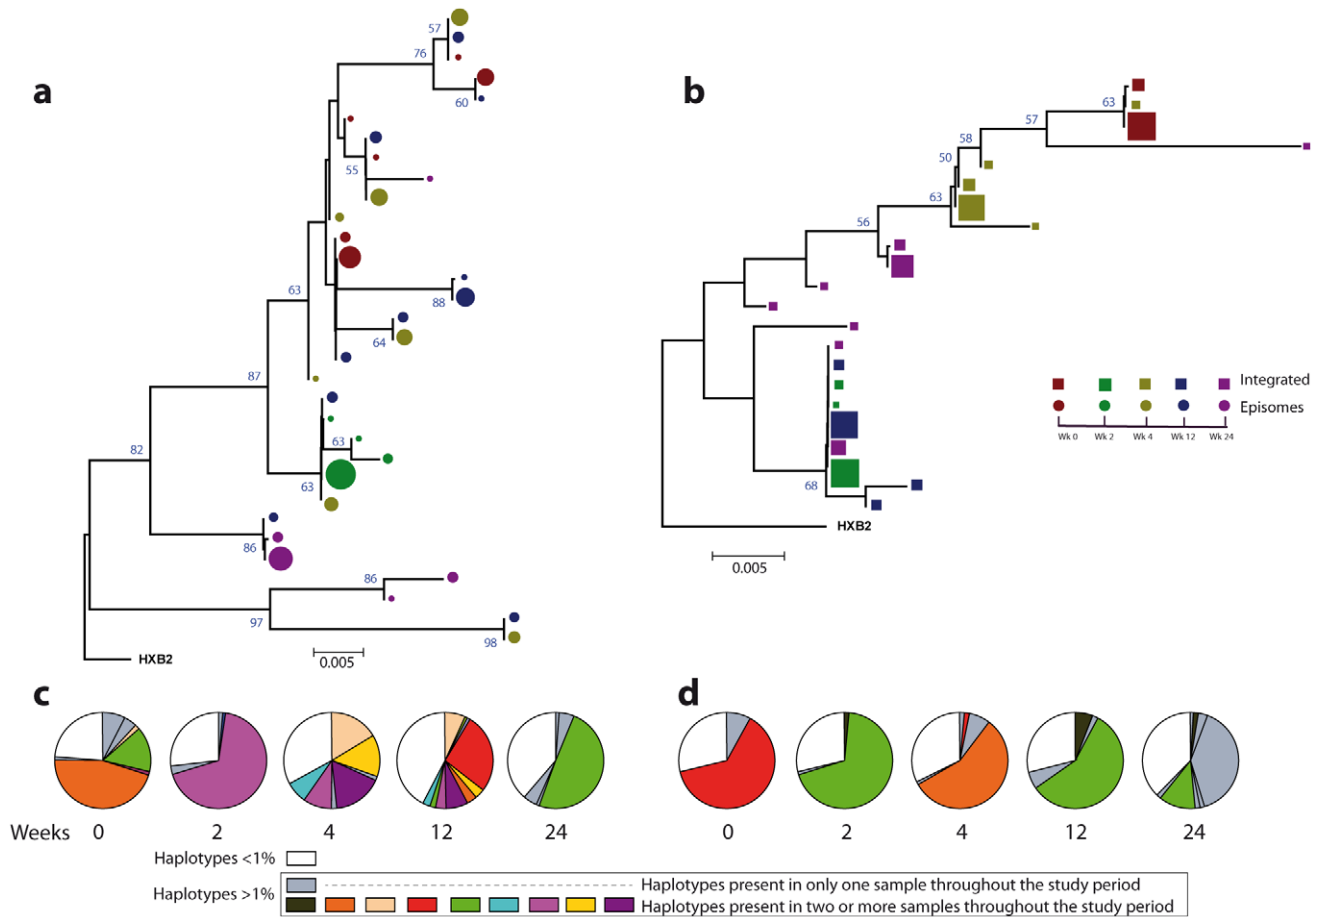 a
57
76
60
55
63
88
64
87
63
63
82
86
86
97
98
HXB2
0.005
b
63
57
58
50
63
56
68
HXB2
0.005
Integrated
Episomes
Wk 0 Wk 2 Wk 4 Wk 12 Wk 24
c
d
Weeks 0 2 4 12 24 0 2 4 12 24
Haplotypes <1%
Haplotypes >1% Haplotypes present in only one sample throughout the study period
Haplotypes present in two or more samples throughout the study period